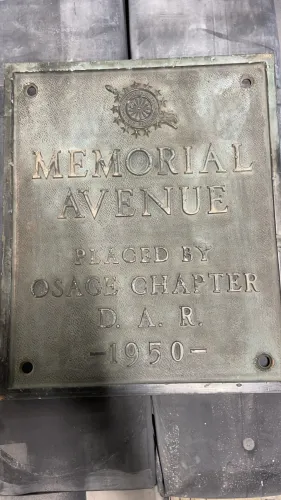 MEMORIAL
AVENUE
PLACED BY
OSAGE CHAPTER
D. A. R.
-1950-